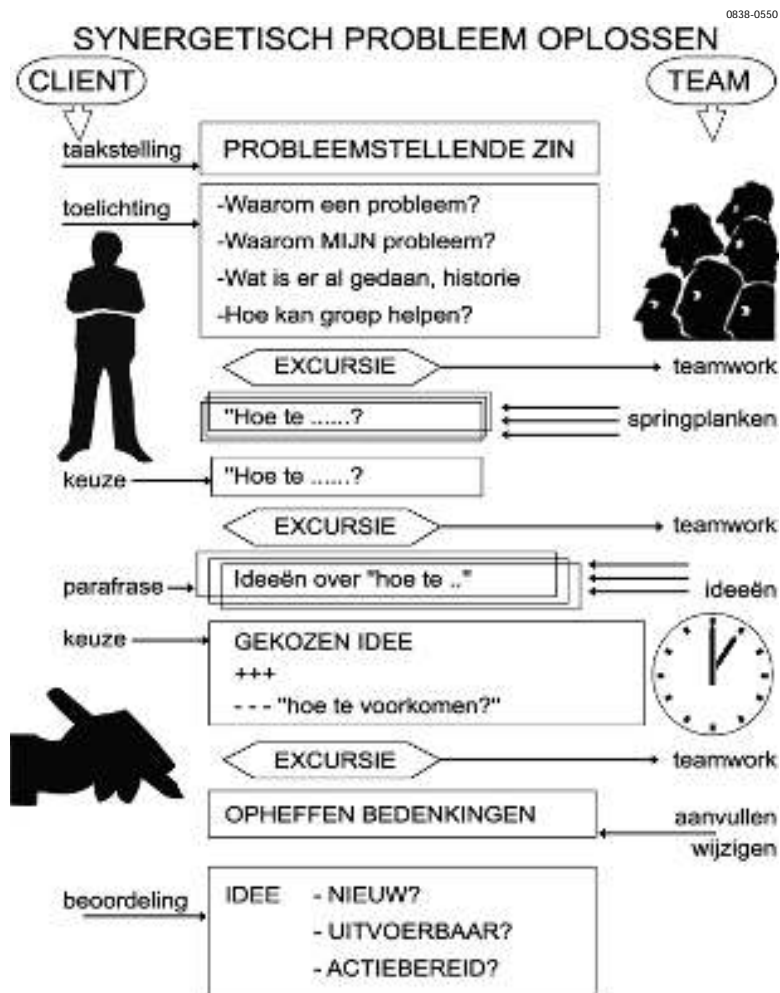 0838-0550
SYNERGETISCH PROBLEEM OPLOSSEN
CLIENT
TEAM
taakstelling
PROBLEEMSTELLENDE ZIN
toelichting
-Waarom een probleem?
-Waarom MIJN probleem?
-Wat is er al gedaan, historie
-Hoe kan groep helpen?
EXCURSIE
teamwork
"Hoe te ......?
springplanken
keuze
"Hoe te ......?
EXCURSIE
teamwork
parafrase
Ideeën over "hoe te .."
ideeën
keuze
GEKOZEN IDEE
+++
- - - "hoe te voorkomen?"
EXCURSIE
teamwork
OPHEFFEN BEDENKINGEN
aanvullen
wijzigen
beoordeling
IDEE - NIEUW?
- UITVOERBAAR?
- ACTIEBEREID?